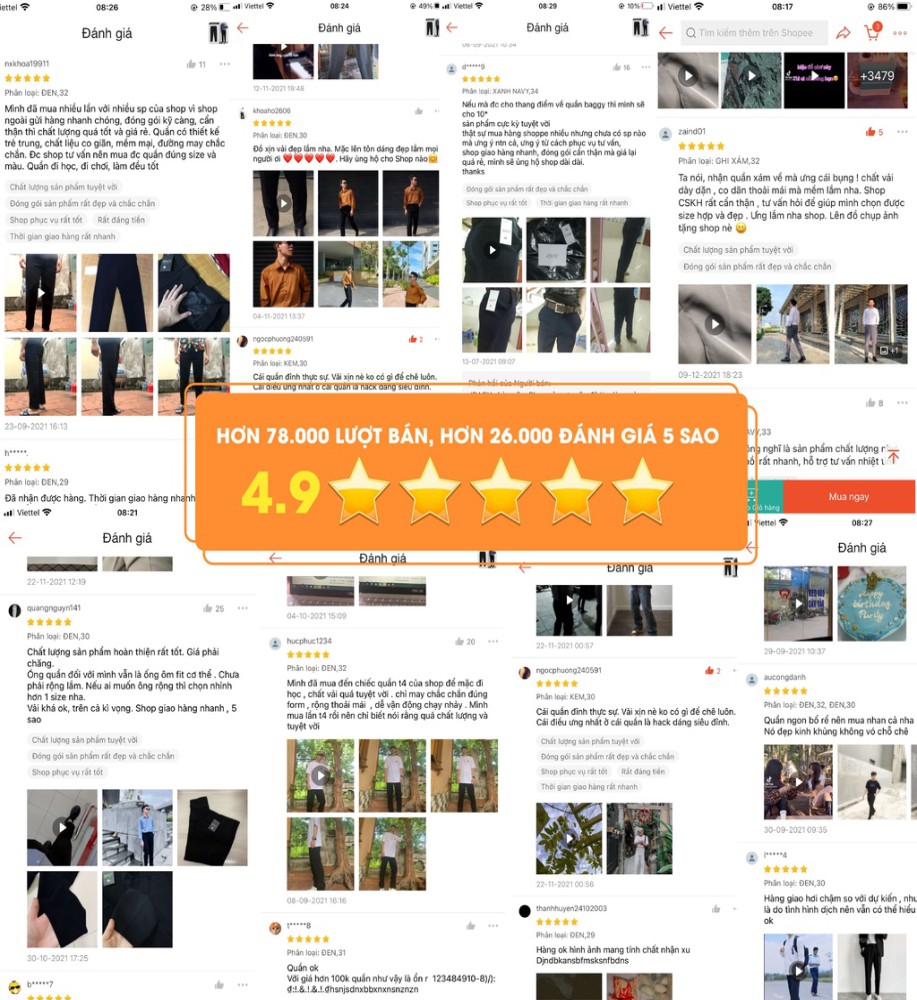 iettel
08:26
28%
Đánh giá
nxkhoa19911
11
Phân loại: ĐEN,32
Mình đã mua nhiều lần với nhiều sp của shop vì shop
ngoài gửi hàng nhanh chóng, đóng gói kỹ càng, cẩn
thận thì chất lượng quá tốt và giá rẻ. Quần có thiết kế
trẻ trung, chất liệu co giãn, mềm mại, đường may chắc
chắn. Đc shop tư vấn nên mua đc quần đúng size và
màu. Quần đi học, đi chơi, làm đều tốt
Chất lượng sản phẩm tuyệt vời
Đóng gói sản phẩm rất đẹp và chắc chắn
Shop phục vụ rất tốt
Rất đáng tiền
Thời gian giao hàng rất nhanh
23-09-2021 16:13
h*****.
Phân loại: ĐEN,29
Đã nhận được hàng. Thời gian giao hàng nhanh
Viettel
08:24
49%
Đánh giá
11-12-2021 19:48
khoaho2606
Phân loại: ĐEN,30
Đồ xịn vải đẹp lắm nha. Mặc lên tôn dáng đẹp lắm mọi
người ơi ❤❤❤❤❤. Hãy ủng hộ cho Shop nào
04-11-2021 13:37
ngocphuong240591
2
Phân loại: KEM,30
Cái quần đỉnh thực sự. Vải xịn nè ko có gì để chê luôn.
Cái điều ưng nhất ở cái quần là hack dáng siêu đỉnh.
Viettel
08:29
10%
Đánh giá
d*****9
16
Phân loại: XANH NAVY,34
Nếu mà đc cho thang điểm về quần baggy thì mình sẽ
cho 10*
sản phẩm cực kỳ tuyệt vời
thật sự mua hàng shoppe nhiều nhưng chưa có sp nào
mà ưng ý ntn cả, ưng ý từ cách phục vụ tư vấn,
shop giao hàng nhanh, đóng gói cẩn thận mà giá lại
quá rẻ, mình sẽ ủng hộ shop dài dài.
thanks
Đóng gói sản phẩm rất đẹp và chắc chắn
Shop phục vụ rất tốt
Thời gian giao hàng rất nhanh
13-07-2021 09:07
Phản hồi của Người bán:
Viettel
08:17
86%
Tìm kiếm thêm trên Shopee
3
+3479
zaind01
5
Phân loại: GHI XÁM,32
Ta nói, nhận quần xám về mà ưng cái bụng ! chất vải
dày dặn , co dãn thoải mái mà mềm lắm nha. Shop
CSKH rất cẩn thận , tư vấn hỏi để giúp mình chọn được
size hợp và đẹp . Ưng lắm nha shop. Lên đồ chụp ảnh
tặng shop nè
Chất lượng sản phẩm tuyệt vời
Đóng gói sản phẩm rất đẹp và chắc chắn
+1
09-12-2021 18:23
8
VY,33
ông nghĩ là sản phẩm chất lượng
rất nhanh, hỗ trợ tư vấn nhiệt
Giỏ hàng
Mua ngay
HƠN 78.000 LƯỢT BÁN, HƠN 26.000 ĐÁNH GIÁ 5 SAO
4.9
Viettel
08:21
Đánh giá
22-11-2021 12:19
quangnguyn141
25
Phân loại: ĐEN,30
Chất lượng sản phẩm hoàn thiện rất tốt. Giá phải
chăng.
Ống quần đối với mình vẫn là ống ôm fit cơ thể . Chưa
phải rộng lắm. Nếu ai muốn ống rộng thì chọn nhỉnh
hơn 1 size nha.
Vải khá ok, trên cả kì vọng. Shop giao hàng nhanh , 5
sao
Chất lượng sản phẩm tuyệt vời
Đóng gói sản phẩm rất đẹp và chắc chắn
Shop phục vụ rất tốt
30-10-2021 17:25
b*****7
Đánh giá
04-10-2021 15:09
hucphuc1234
20
Phân loại: ĐEN,32
Mình đã mua đến chiếc quần t4 của shop để mặc đi
học , chất vải quá tuyệt vời . chỉ may chắc chắn đúng
form , rộng thoải mái , dễ vận động chạy nhảy . Mình
mua lần t4 rồi nên chỉ biết nói rằng quá chất lượng và
tuyệt vời
08-09-2021 16:16
t*****8
Phân loại: ĐEN,31
Quần ok
Với giá hơn 100k quần như vậy là ổn r 123484910-8)/):
₫:!.&.!.&.!.₫hsnjsdnxbbxnxnsnznzn
Đánh giá
22-11-2021 00:57
ngocphuong240591
2
Phân loại: KEM,30
Cái quần đỉnh thực sự. Vải xịn nè ko có gì để chê luôn.
Cái điều ưng nhất ở cái quần là hack dáng siêu đỉnh.
Chất lượng sản phẩm tuyệt vời
Đóng gói sản phẩm rất đẹp và chắc chắn
Shop phục vụ rất tốt
Rất đáng tiền
Thời gian giao hàng rất nhanh
22-11-2021 00:56
thanhhuyen24102003
Phân loại: ĐEN,29
Hàng ok hình ảnh mang tính chất nhận xu
Djndbkansbfmsksnfbdns
Viettel
08:27
Đánh giá
Happy
birthday
29-09-2021 10:37
aucongdanh
Phân loại: ĐEN,32, ĐEN,30
Quần ngon bổ rẻ nên mua nhan cả nha
Nó đẹp kinh khủng không vó chỗ chê
30-09-2021 09:35
l*****4
Phân loại: ĐEN,30
Hàng giao hơi chậm so với dự kiến , nhu
là do tình hình dịch nên vẫn có thể hiểu
ok